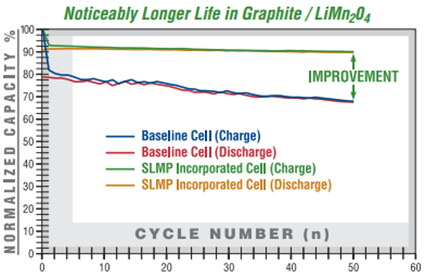 Noticeably Longer Life in Graphite / LiMn2O4
NORMALIZED CAPACITY %
100
90
80
70
60
50
40
30
20
10
0
IMPROVEMENT
Baseline Cell (Charge)
Baseline Cell (Discharge)
SLMP Incorporated Cell (Charge)
SLMP Incorporated Cell (Discharge)
CYCLE NUMBER (n)
0 10 20 30 40 50 60